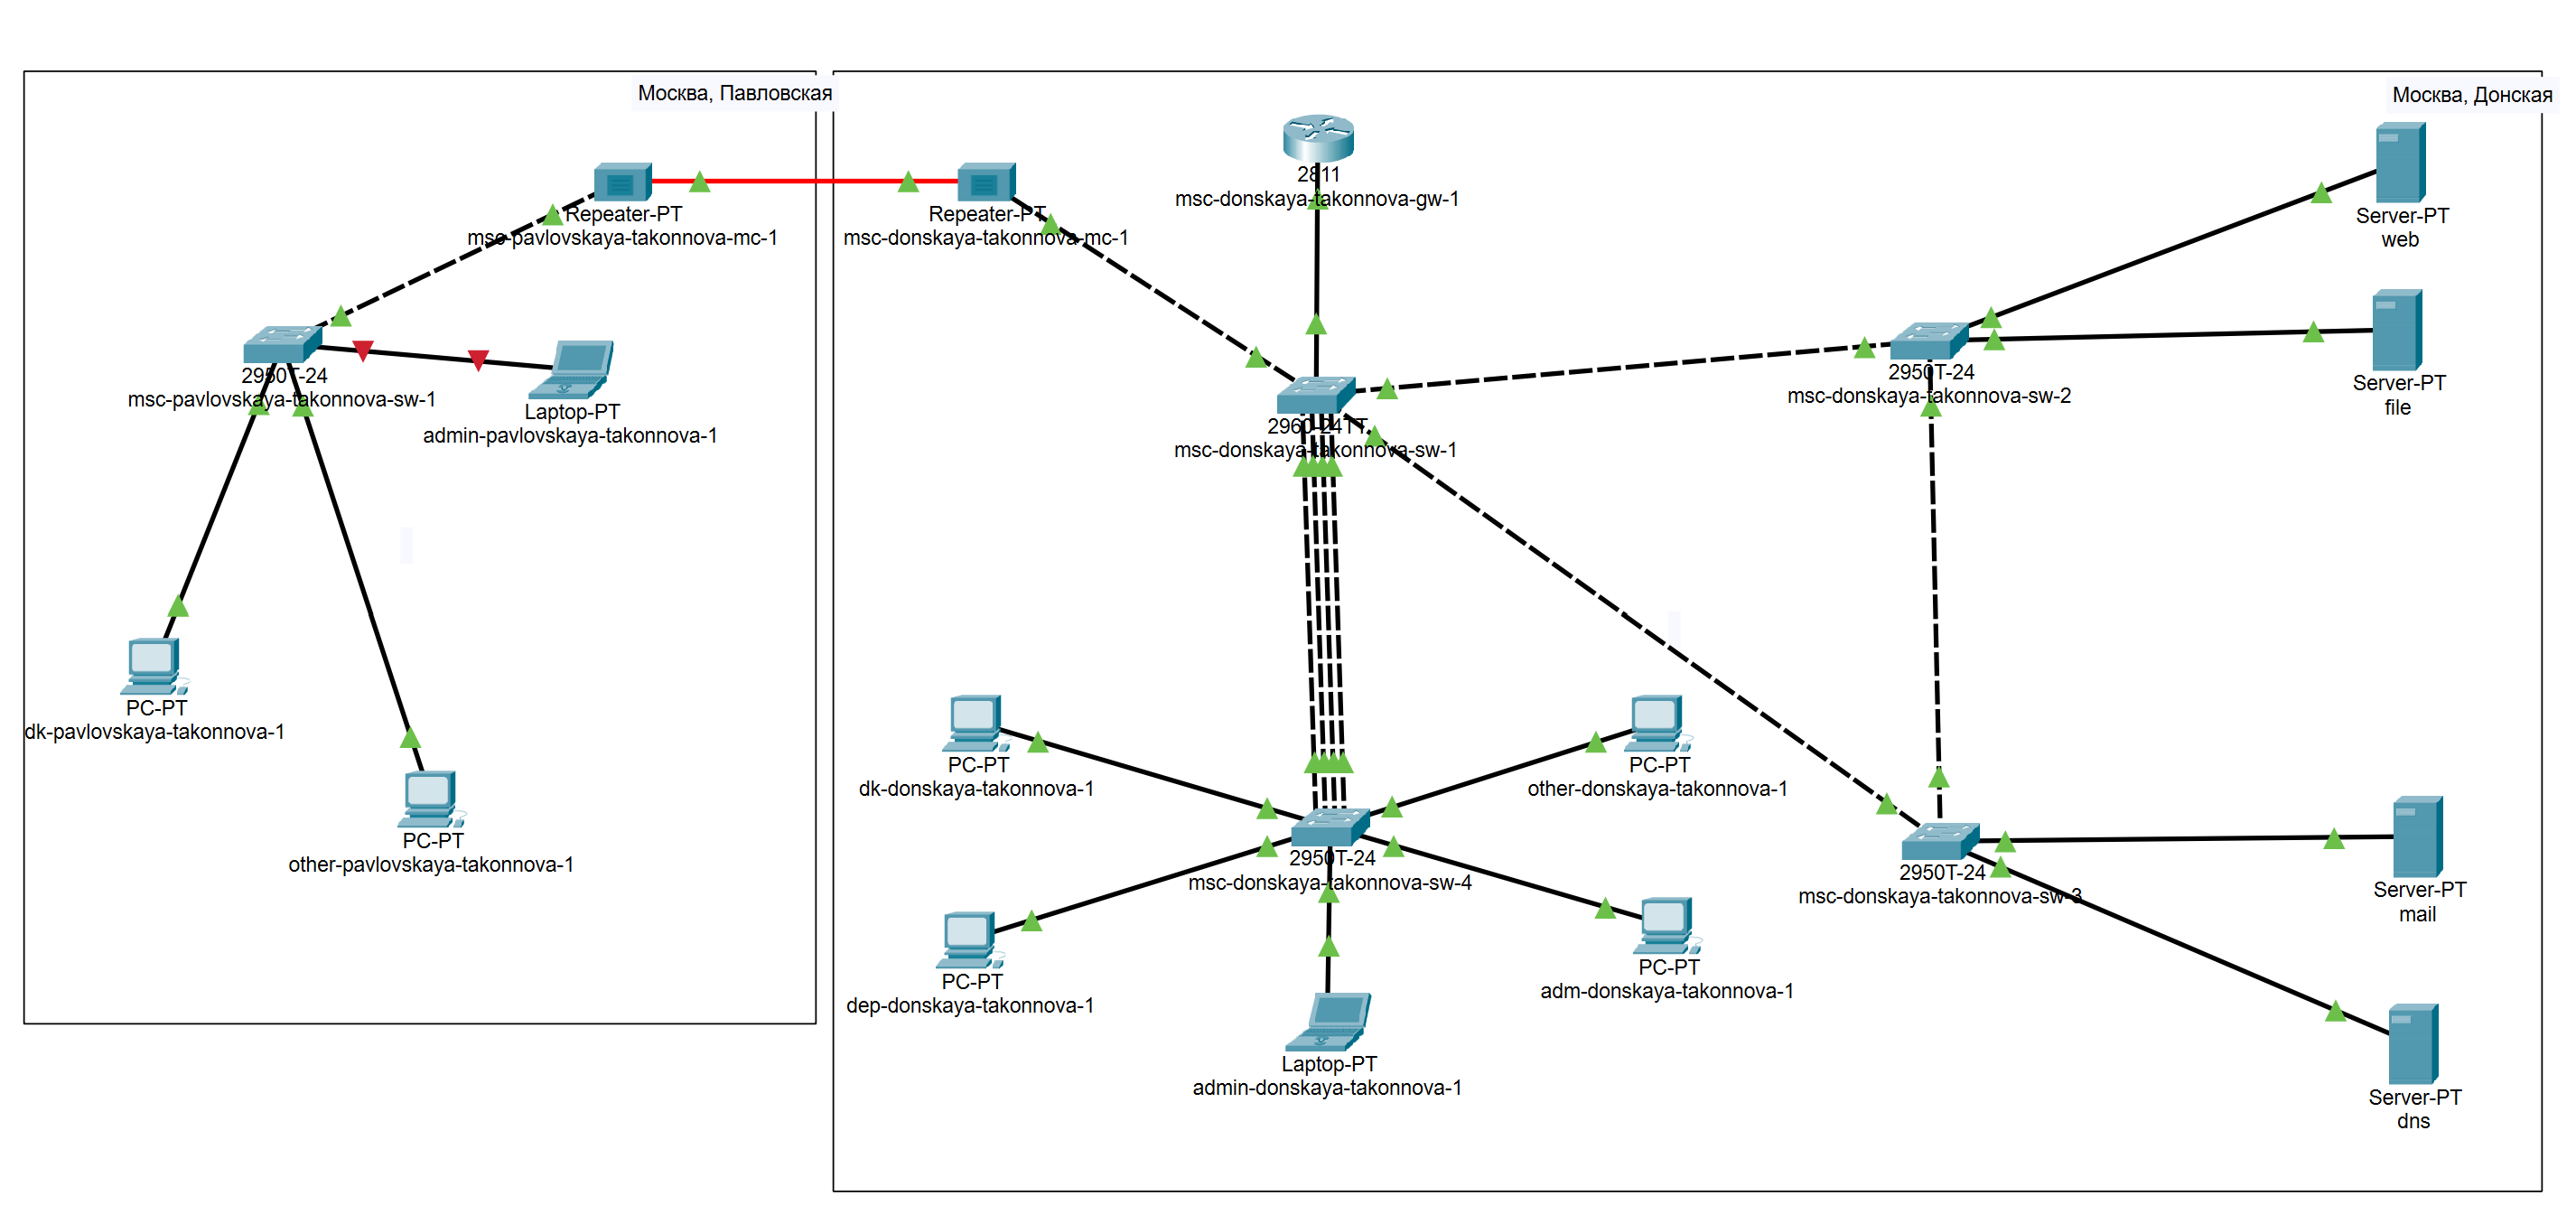 Москва, Павловская
Москва, Донская
2811
msc-donskaya-takonnova-gw-1
Repeater-PT
msc-pavlovskaya-takonnova-mc-1
Repeater-PT
msc-donskaya-takonnova-mc-1
Server-PT
web
2950T-24
msc-pavlovskaya-takonnova-sw-1
Laptop-PT
admin-pavlovskaya-takonnova-1
2960-24TT
msc-donskaya-takonnova-sw-1
2950T-24
msc-donskaya-takonnova-sw-2
Server-PT
file
PC-PT
dk-pavlovskaya-takonnova-1
PC-PT
other-pavlovskaya-takonnova-1
PC-PT
dk-donskaya-takonnova-1
PC-PT
other-donskaya-takonnova-1
2950T-24
msc-donskaya-takonnova-sw-4
2950T-24
msc-donskaya-takonnova-sw-3
Server-PT
mail
PC-PT
dep-donskaya-takonnova-1
PC-PT
adm-donskaya-takonnova-1
Laptop-PT
admin-donskaya-takonnova-1
Server-PT
dns